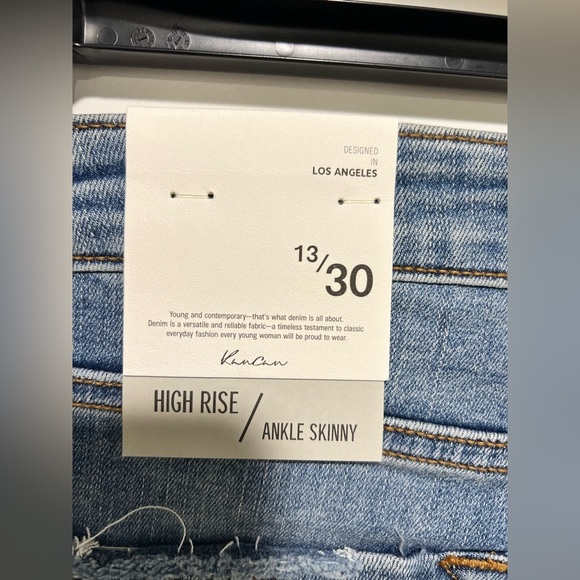 DESIGNED
IN
LOS ANGELES
13/30
Young and contemporary—that's what denim is all about.
Denim is a versatile and reliable fabric—a timeless testament to classic
everyday fashion every young woman will be proud to wear.
KanCan
HIGH RISE / ANKLE SKINNY